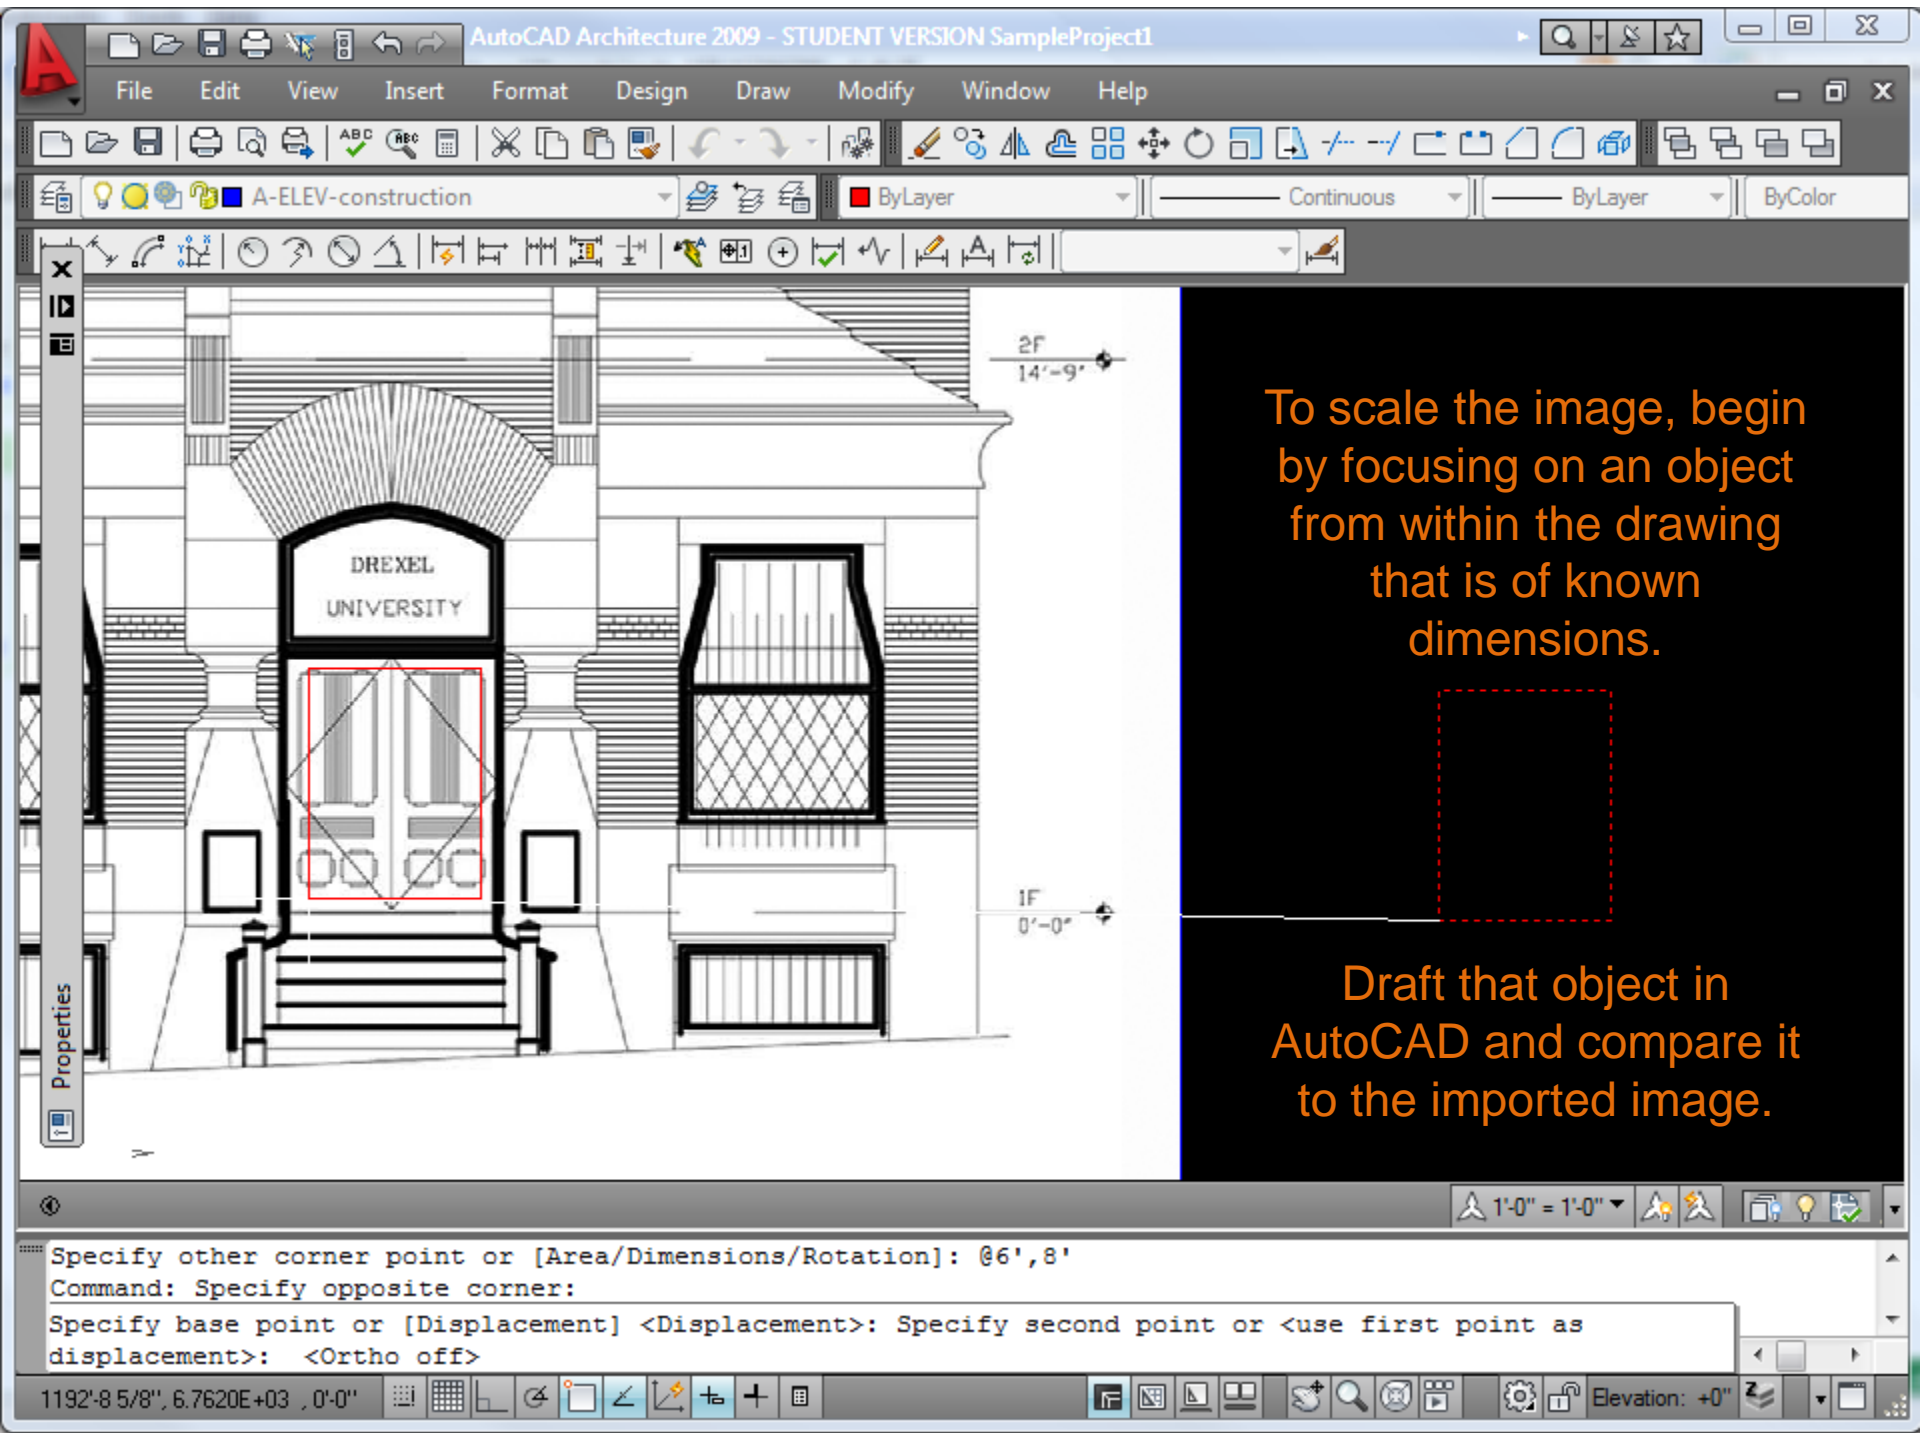 AutoCAD Architecture 2009 - STUDENT VERSION SampleProject1
File Edit View Insert Format Design Draw Modify Window Help
A-ELEV-construction ByLayer Continuous ByLayer ByColor
2F
14'-9"
DREXEL
UNIVERSITY
1F
0'-0"
Properties
To scale the image, begin
by focusing on an object
from within the drawing
that is of known
dimensions.
Draft that object in
AutoCAD and compare it
to the imported image.
1'-0" = 1'-0"
Specify other corner point or [Area/Dimensions/Rotation]: @6',8'
Command: Specify opposite corner:
Specify base point or [Displacement] <Displacement>: Specify second point or <use first point as
displacement>: <Ortho off>
1192'-8 5/8", 6.7620E+03 , 0'-0" Elevation: +0"